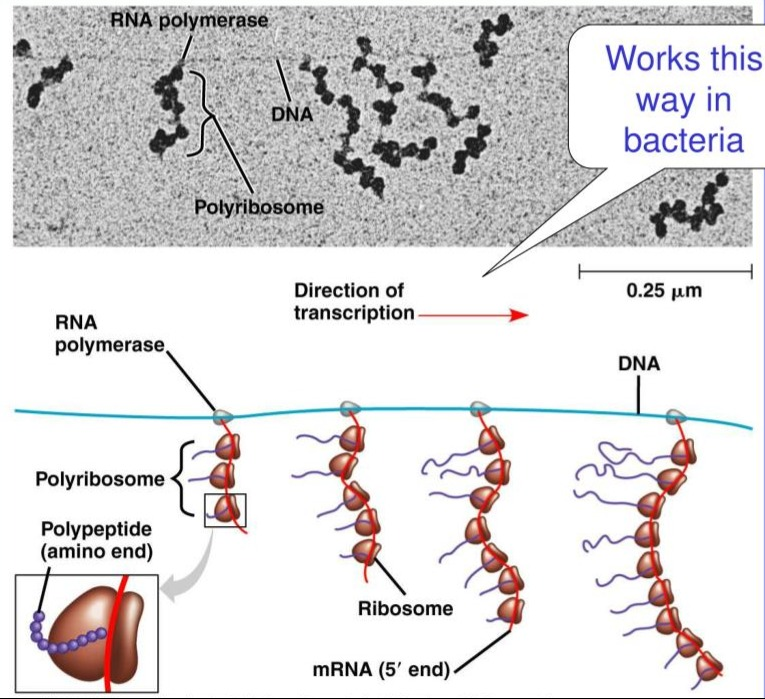 RNA polymerase
DNA
Polyribosome
Works this
way in
bacteria
0.25 µm
Direction of
transcription
RNA
polymerase
DNA
Polyribosome
Polypeptide
(amino end)
Ribosome
mRNA (5′ end)